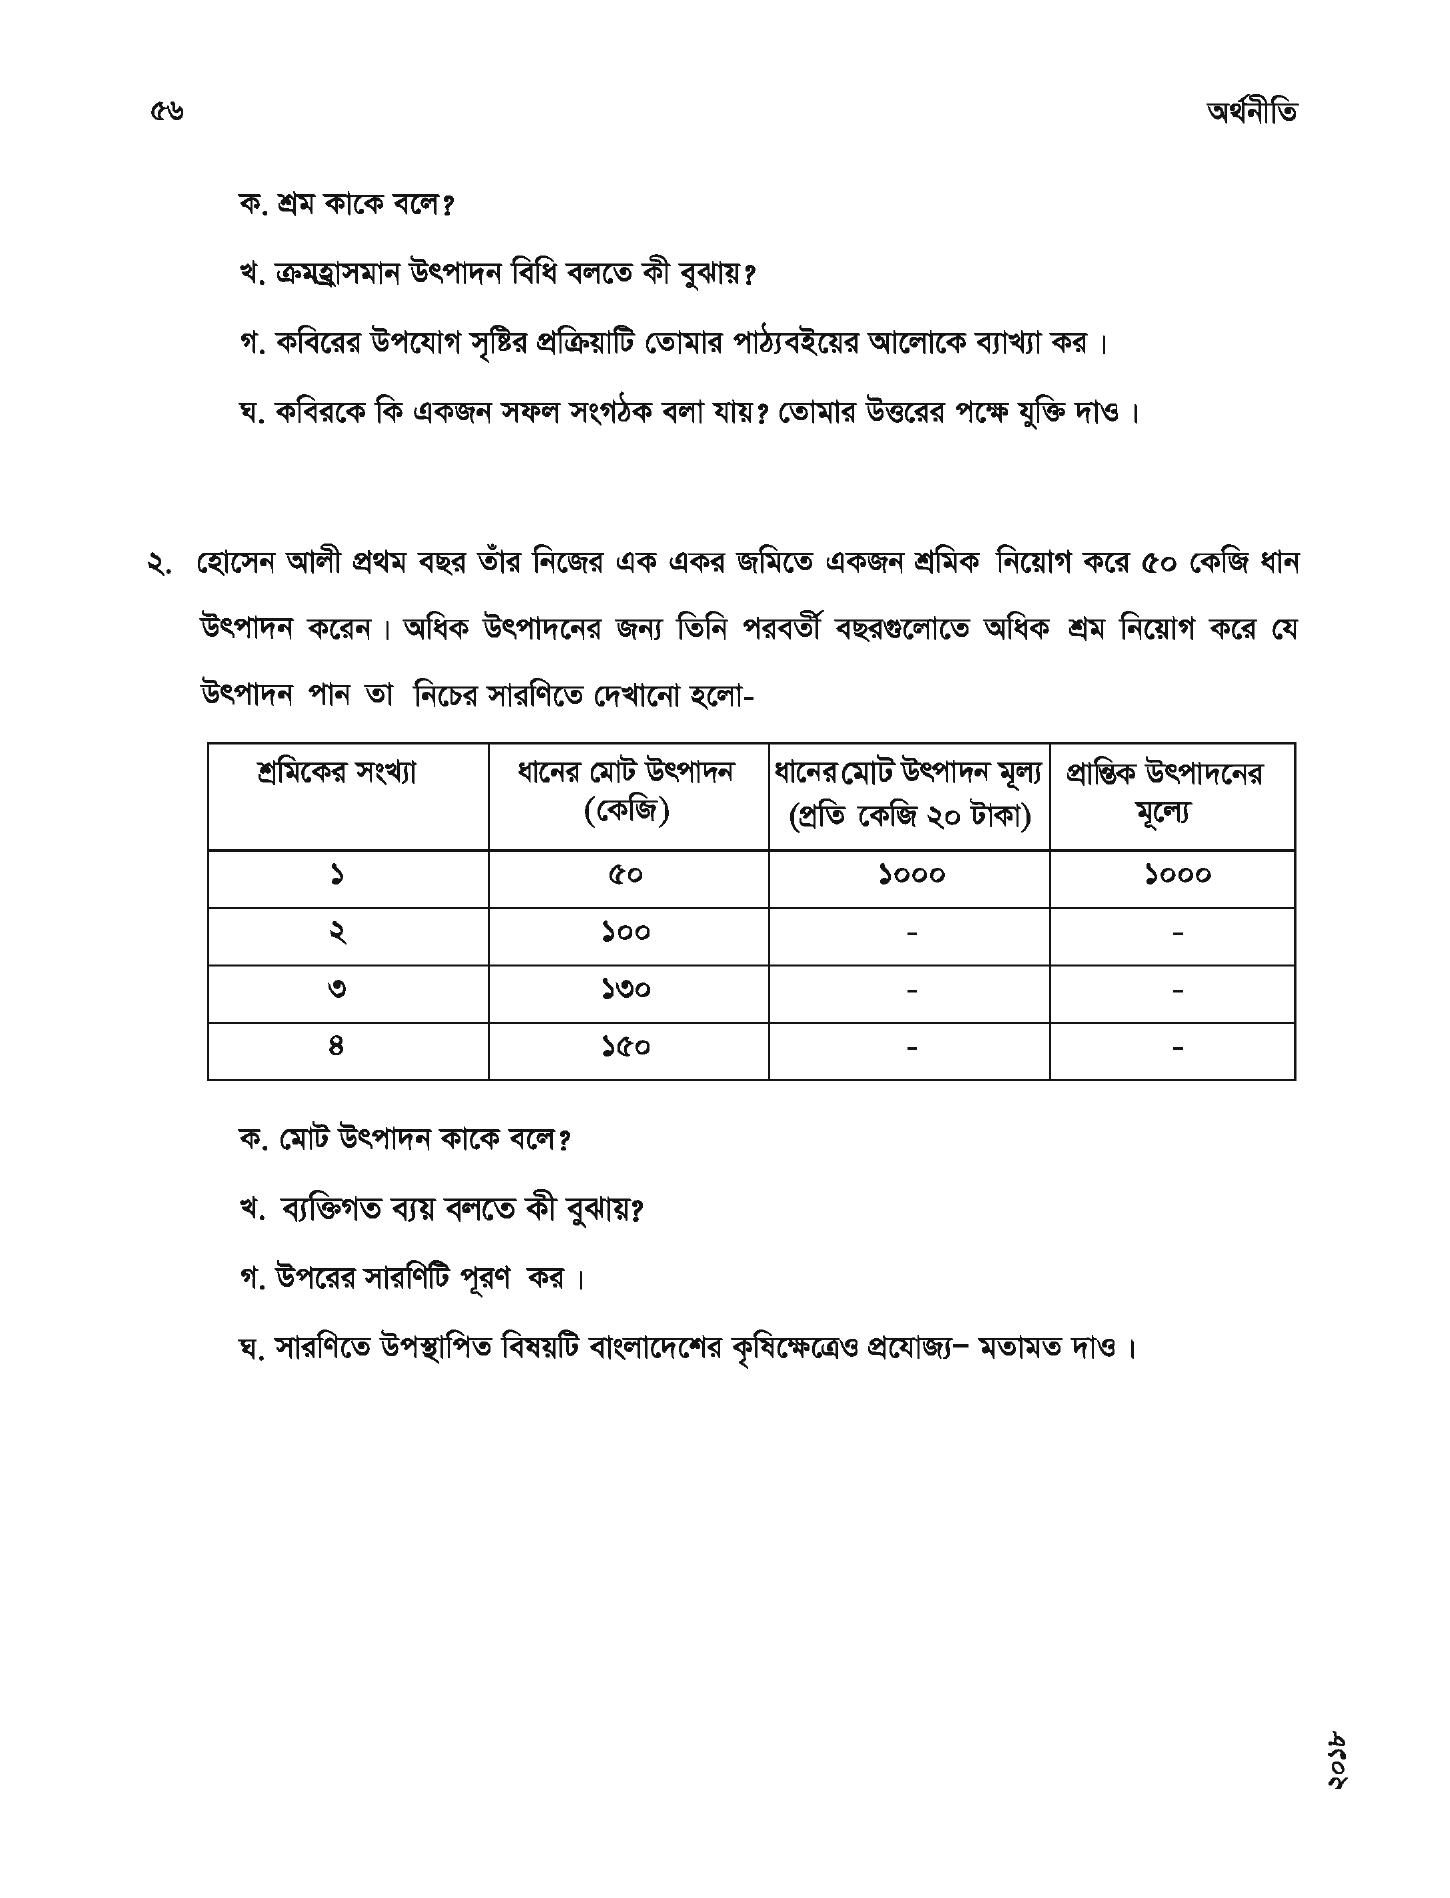 ৫৬ অর্থনীতি
ক. শ্রম কাকে বলে?
খ. ক্রমহ্রাসমান উৎপাদন বিধি বলতে কী বুঝায়?
গ. কবিরের উপযোগ সৃষ্টির প্রক্রিয়াটি তোমার পাঠ্যবইয়ের আলোকে ব্যাখ্যা কর।
ঘ. কবিরকে কি একজন সফল সংগঠক বলা যায়? তোমার উত্তরের পক্ষে যুক্তি দাও।
২. হোসেন আলী প্রথম বছর তাঁর নিজের এক একর জমিতে একজন শ্রমিক নিয়োগ করে ৫০ কেজি ধান
উৎপাদন করেন। অধিক উৎপাদনের জন্য তিনি পরবর্তী বছরগুলোতে অধিক শ্রম নিয়োগ করে যে
উৎপাদন পান তা নিচের সারণিতে দেখানো হলো-
শ্রমিকের সংখ্যা ধানের মোট উৎপাদন ধানের মোট উৎপাদন মূল্য প্রান্তিক উৎপাদনের
(কেজি) (প্রতি কেজি ২০ টাকা) মূল্যে
১ ৫০ ১০০০ ১০০০
২ ১০০ - -
৩ ১৩০ - -
৪ ১৫০ - -
ক. মোট উৎপাদন কাকে বলে?
খ. ব্যক্তিগত ব্যয় বলতে কী বুঝায়?
গ. উপরের সারণিটি পূরণ কর।
ঘ. সারণিতে উপস্থাপিত বিষয়টি বাংলাদেশের কৃষিক্ষেত্রেও প্রযোজ্য– মতামত দাও।
২০১৮